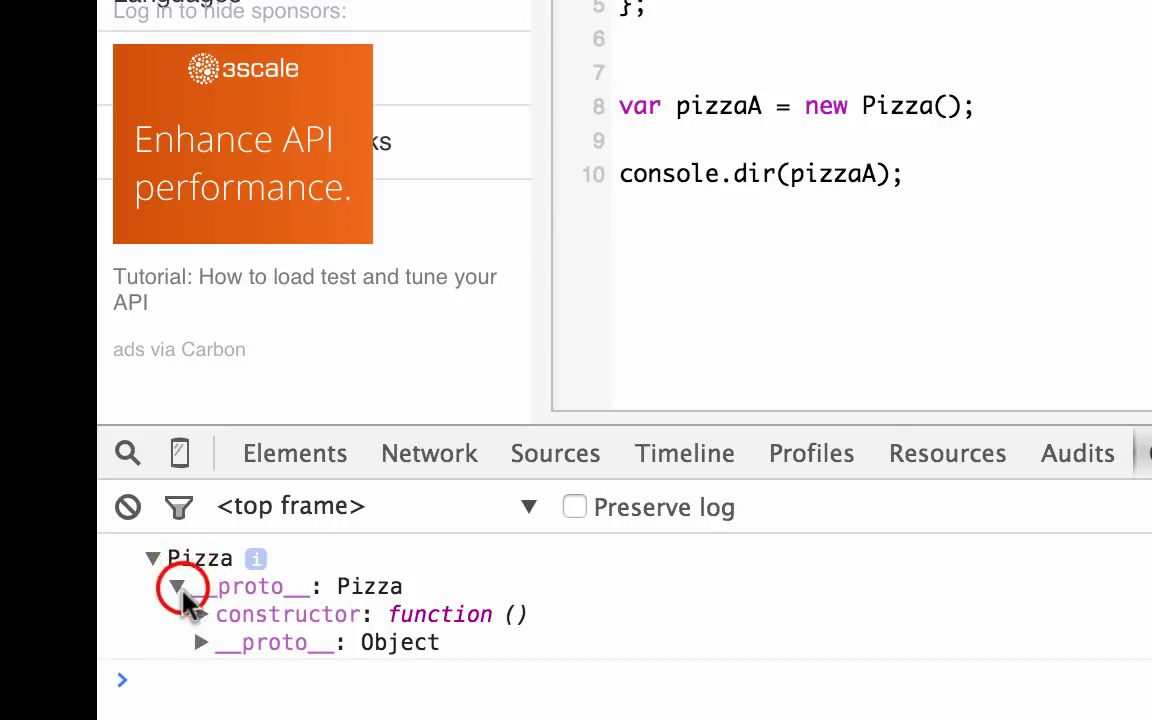 Languages
Log in to hide sponsors:
3scale
Enhance API
performance.
ks
Tutorial: How to load test and tune your
API
ads via Carbon
5 };
6
7
8 var pizzaA = new Pizza();
9
10 console.dir(pizzaA);
Elements Network Sources Timeline Profiles Resources Audits
<top frame> ▼ Preserve log
▼ Pizza i
▼ __proto__: Pizza
▶ constructor: function ()
▶ __proto__: Object
>